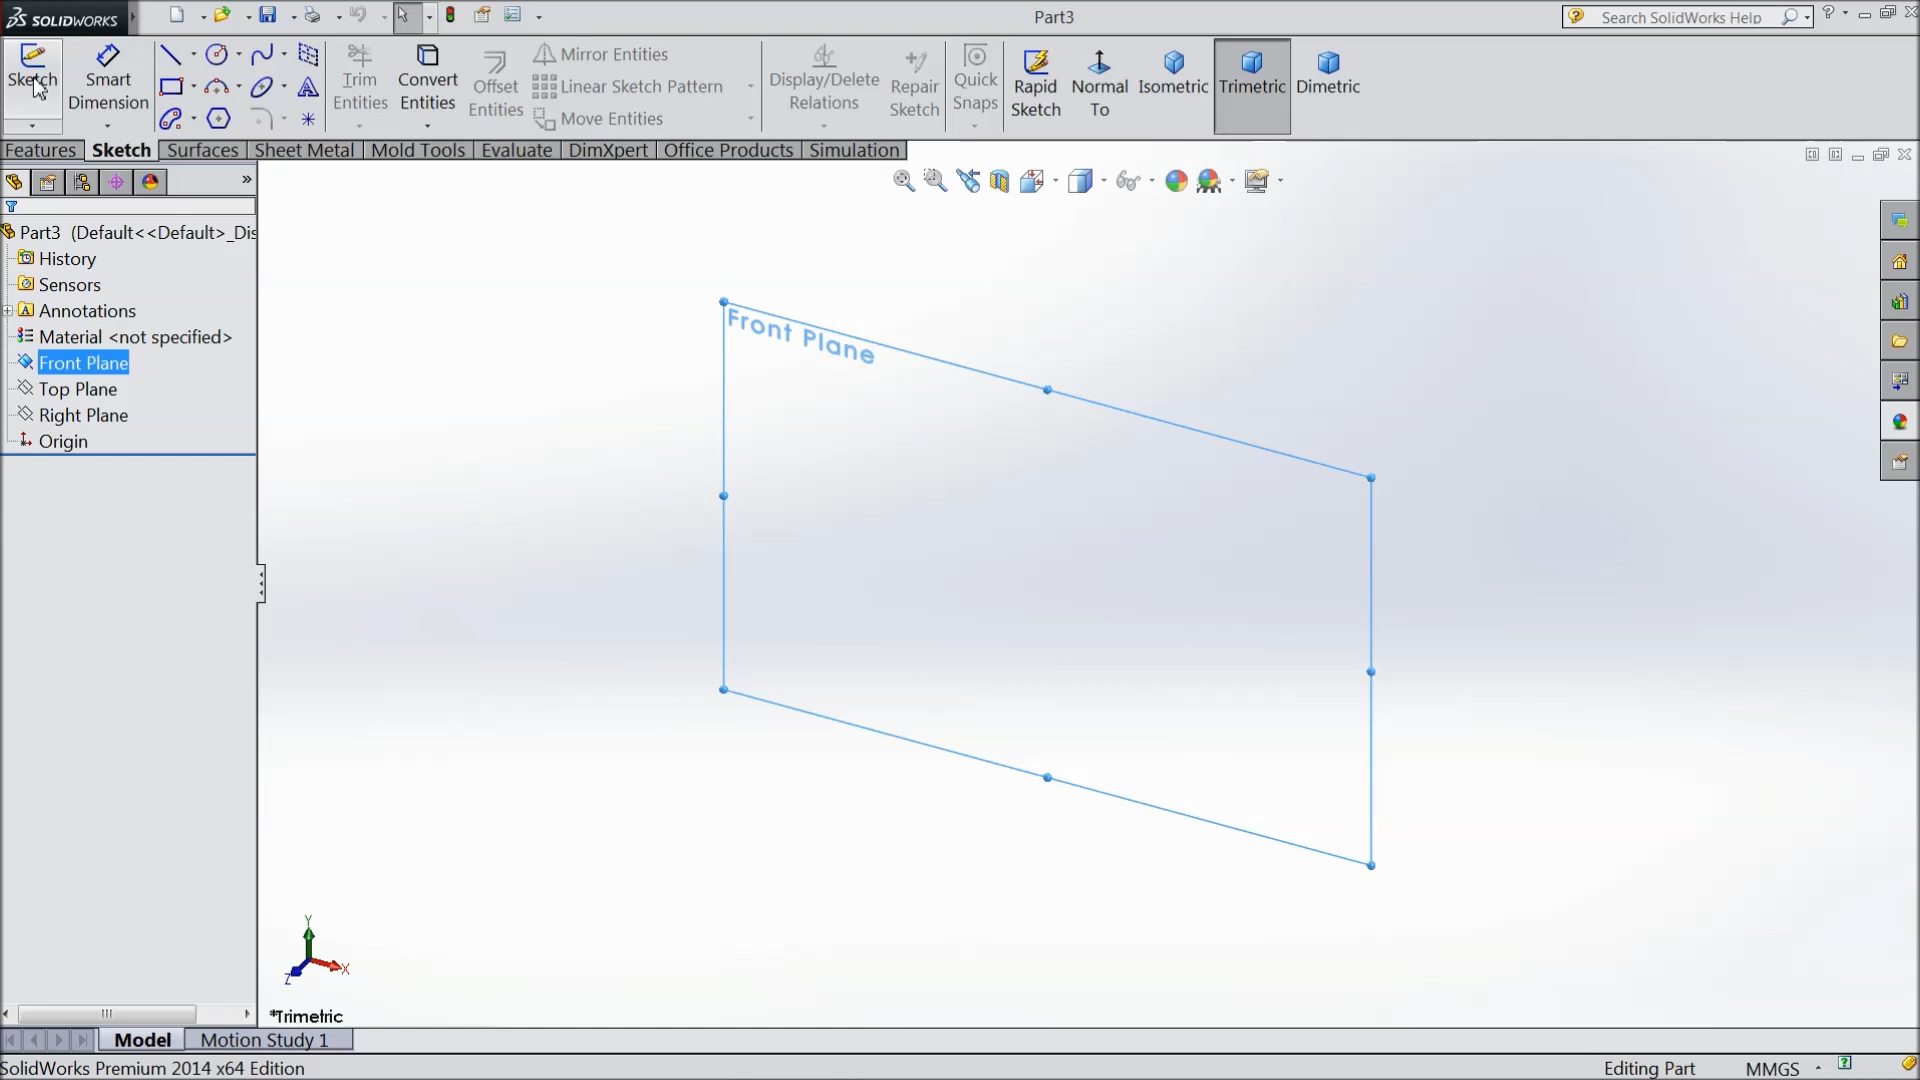 SOLIDWORKS
Part3
Search SolidWorks Help
Sketch
Smart Dimension
Trim Entities
Convert Entities
Offset Entities
Mirror Entities
Linear Sketch Pattern
Move Entities
Display/Delete Relations
Repair Sketch
Quick Snaps
Rapid Sketch
Normal To
Isometric
Trimetric
Dimetric
Features Sketch Surfaces Sheet Metal Mold Tools Evaluate DimXpert Office Products Simulation
Part3 (Default<<Default>_Dis
History
Sensors
Annotations
Material <not specified>
Front Plane
Top Plane
Right Plane
Origin
Front Plane
Y
X
Z
*Trimetric
Model Motion Study 1
SolidWorks Premium 2014 x64 Edition
Editing Part MMGS